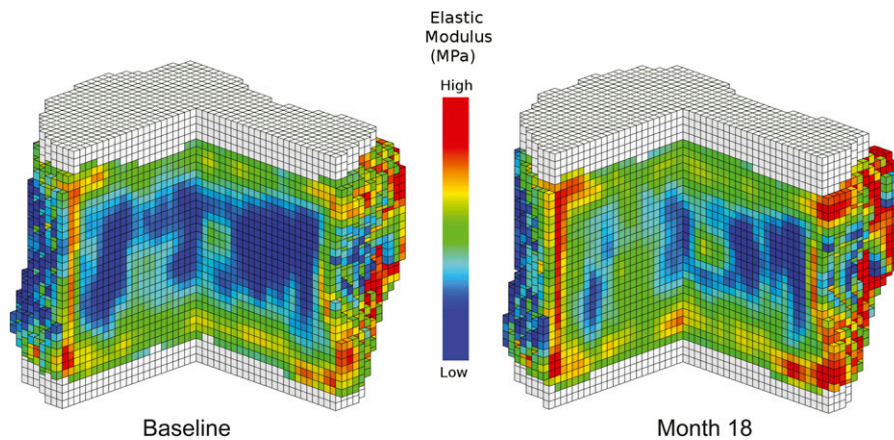 Elastic
Modulus
(MPa)
High
Low
Baseline
Month 18